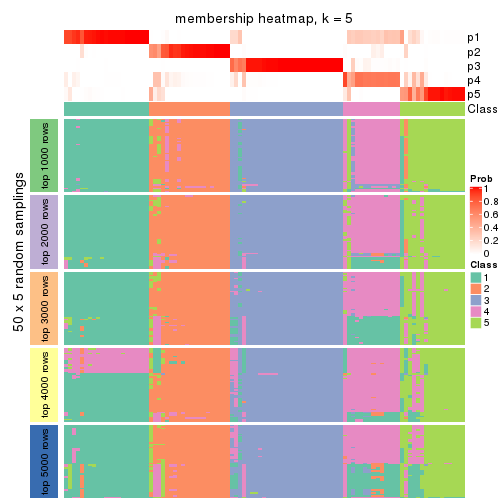 membership heatmap, k = 5
p1
p2
p3
p4
p5
Class
50 x 5 random samplings
top 1000 rows
top 2000 rows
top 3000 rows
top 4000 rows
top 5000 rows
Prob
1
0.8
0.6
0.4
0.2
0
Class
1
2
3
4
5